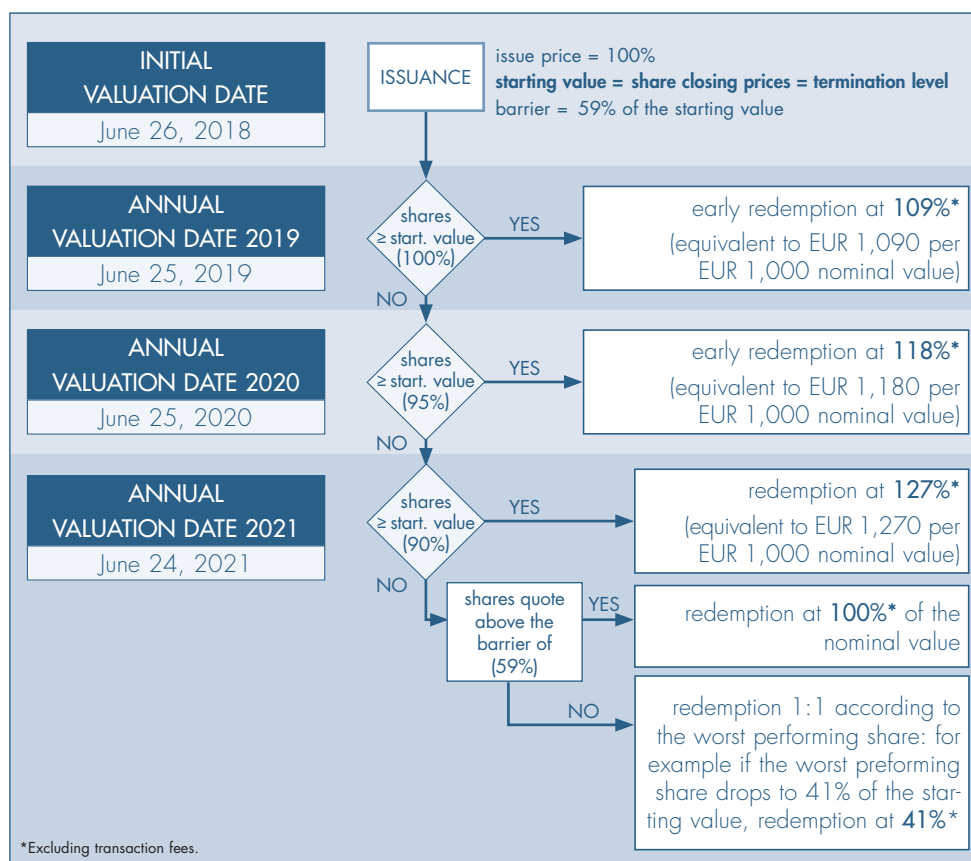 INITIAL
VALUATION DATE
June 26, 2018
ISSUANCE
issue price = 100%
starting value = share closing prices = termination level
barrier = 59% of the starting value
ANNUAL
VALUATION DATE 2019
June 25, 2019
shares
≥ start. value
(100%)
YES
early redemption at 109%*
(equivalent to EUR 1,090 per
EUR 1,000 nominal value)
NO
ANNUAL
VALUATION DATE 2020
June 25, 2020
shares
≥ start. value
(95%)
YES
early redemption at 118%*
(equivalent to EUR 1,180 per
EUR 1,000 nominal value)
NO
ANNUAL
VALUATION DATE 2021
June 24, 2021
shares
≥ start. value
(90%)
YES
redemption at 127%*
(equivalent to EUR 1,270 per
EUR 1,000 nominal value)
NO
shares quote
above the
barrier of
(59%)
YES
redemption at 100%* of the
nominal value
NO
redemption 1:1 according to
the worst performing share: for
example if the worst preforming
share drops to 41% of the star-
ting value, redemption at 41%*
*Excluding transaction fees.